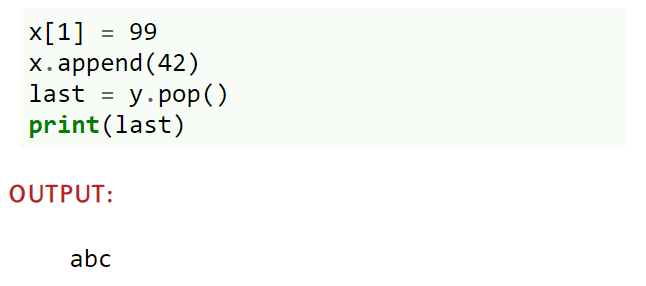 x[1] = 99
x.append(42)
last = y.pop()
print(last)
OUTPUT:
abc